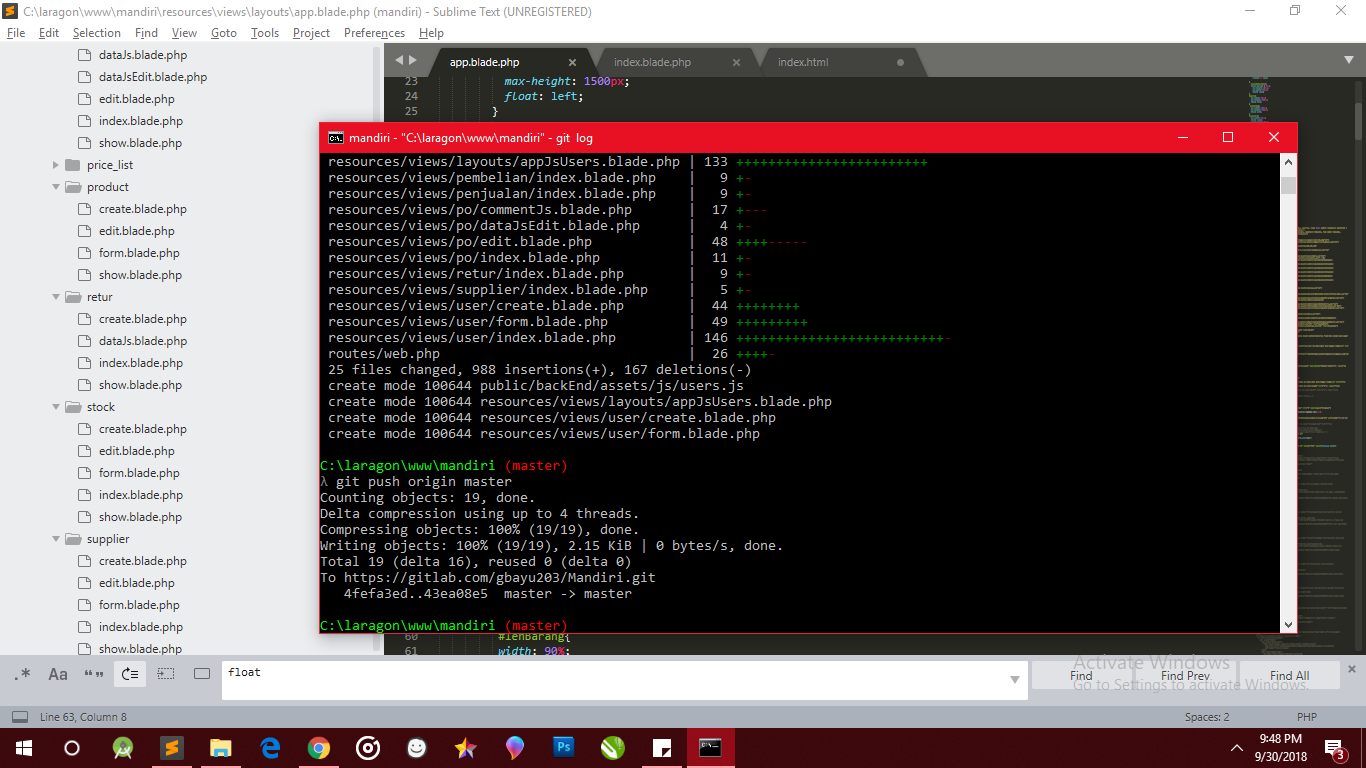 C:\laragon\www\mandiri\resources\views\layouts\app.blade.php (mandiri) - Sublime Text (UNREGISTERED)
File Edit Selection Find View Goto Tools Project Preferences Help
dataJs.blade.php
dataJsEdit.blade.php
edit.blade.php
index.blade.php
show.blade.php
price_list
product
create.blade.php
edit.blade.php
form.blade.php
show.blade.php
retur
create.blade.php
dataJs.blade.php
index.blade.php
show.blade.php
stock
create.blade.php
edit.blade.php
form.blade.php
index.blade.php
show.blade.php
supplier
create.blade.php
edit.blade.php
form.blade.php
index.blade.php
show.blade.php
app.blade.php index.blade.php index.html
23 max-height: 1500px;
24 float: left;
25 }
mandiri - "C:\laragon\www\mandiri" - git log
resources/views/layouts/appJsUsers.blade.php | 133 ++++++++++++++++++++++++
resources/views/pembelian/index.blade.php | 9 +-
resources/views/penjualan/index.blade.php | 9 +-
resources/views/po/commentJs.blade.php | 17 +---
resources/views/po/dataJsEdit.blade.php | 4 +-
resources/views/po/edit.blade.php | 48 ++++-----
resources/views/po/index.blade.php | 11 +-
resources/views/retur/index.blade.php | 9 +-
resources/views/supplier/index.blade.php | 5 +-
resources/views/user/create.blade.php | 44 ++++++++
resources/views/user/form.blade.php | 49 +++++++++
resources/views/user/index.blade.php | 146 ++++++++++++++++++++++++++-
routes/web.php | 26 ++++-
25 files changed, 988 insertions(+), 167 deletions(-)
create mode 100644 public/backEnd/assets/js/users.js
create mode 100644 resources/views/layouts/appJsUsers.blade.php
create mode 100644 resources/views/user/create.blade.php
create mode 100644 resources/views/user/form.blade.php
C:\laragon\www\mandiri (master)
λ git push origin master
Counting objects: 19, done.
Delta compression using up to 4 threads.
Compressing objects: 100% (19/19), done.
Writing objects: 100% (19/19), 2.15 KiB | 0 bytes/s, done.
Total 19 (delta 16), reused 0 (delta 0)
To https://gitlab.com/gbayu203/Mandiri.git
4fefa3ed..43ea08e5 master -> master
C:\laragon\www\mandiri (master)
60 #lenBarang{
61 width: 90%;
.* Aa “” float Find Find Prev Find All
Activate Windows
Go to Settings to activate Windows.
Line 63, Column 8 Spaces: 2 PHP
Ps
9:48 PM
9/30/2018
3